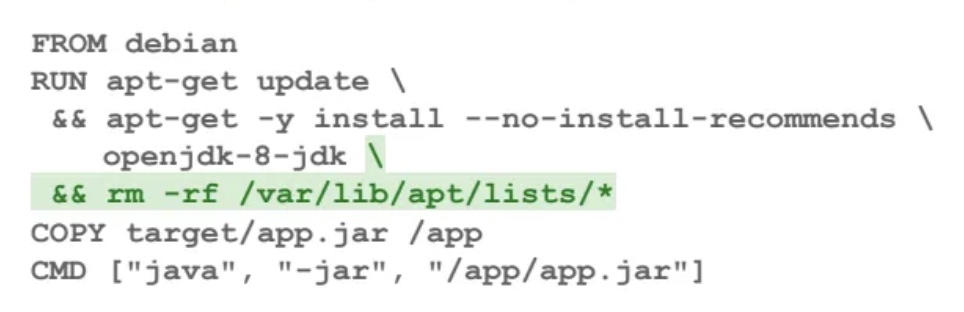 FROM debian
RUN apt-get update \
&& apt-get -y install --no-install-recommends \
openjdk-8-jdk \
&& rm -rf /var/lib/apt/lists/*
COPY target/app.jar /app
CMD ["java", "-jar", "/app/app.jar"]